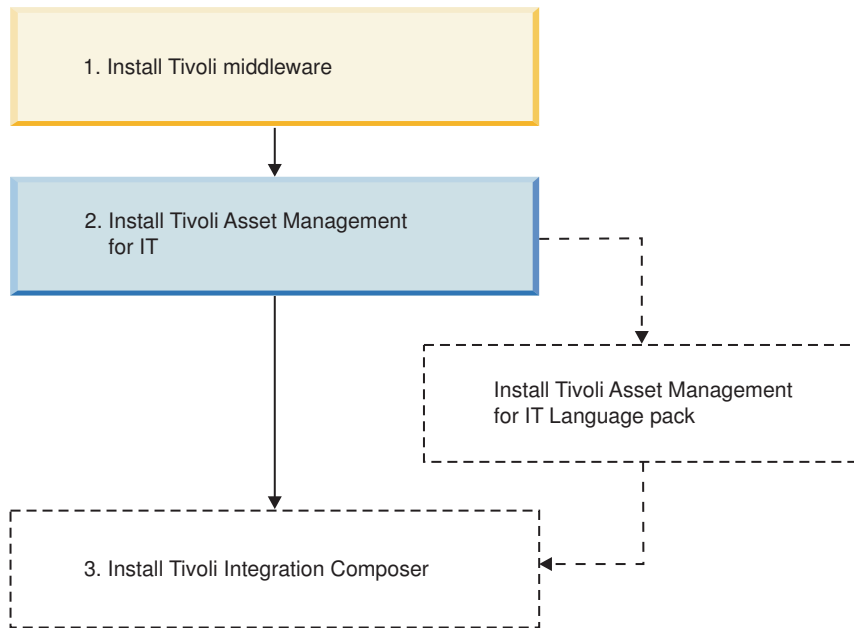 1. Install Tivoli middleware
2. Install Tivoli Asset Management
for IT
Install Tivoli Asset Management
for IT Language pack
3. Install Tivoli Integration Composer